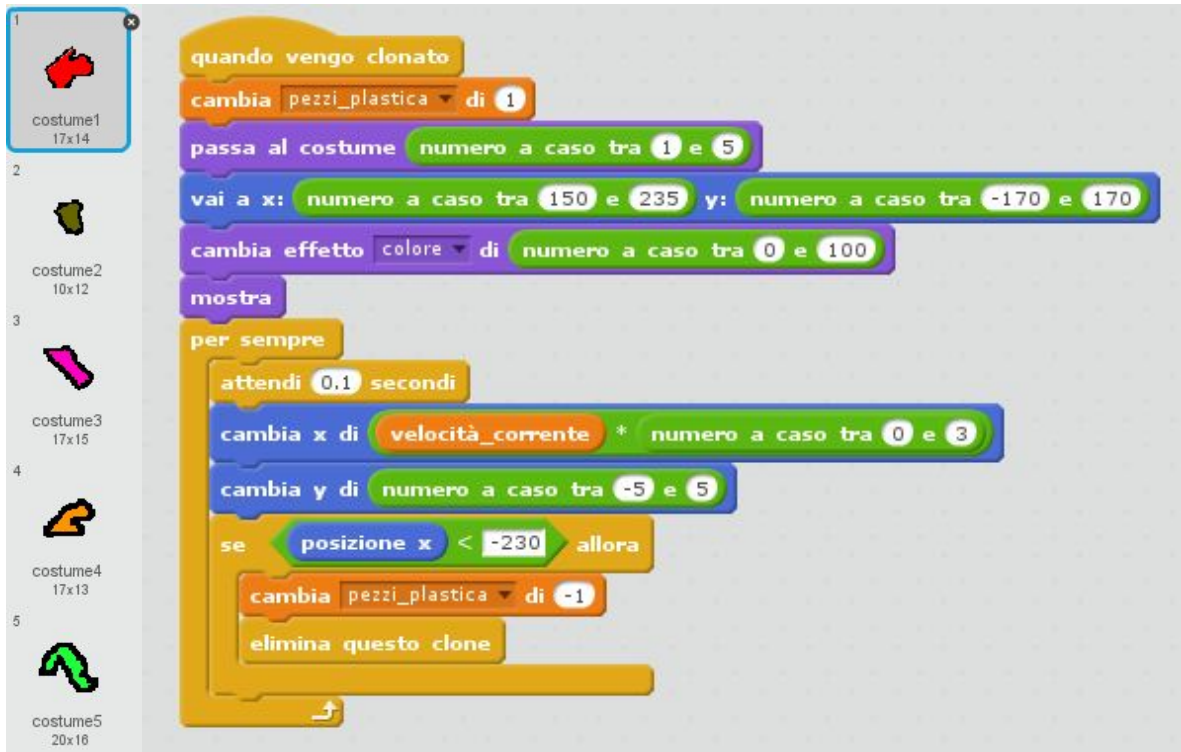 1
costume1
17x14
2
costume2
10x12
3
costume3
17x15
4
costume4
17x13
5
costume5
20x16
quando vengo clonato
cambia pezzi_plastica di 1
passa al costume numero a caso tra 1 e 5
vai a x: numero a caso tra 150 e 235 y: numero a caso tra -170 e 170
cambia effetto colore di numero a caso tra 0 e 100
mostra
per sempre
attendi 0.1 secondi
cambia x di velocità_corrente * numero a caso tra 0 e 3
cambia y di numero a caso tra -5 e 5
se posizione x < -230 allora
cambia pezzi_plastica di -1
elimina questo clone